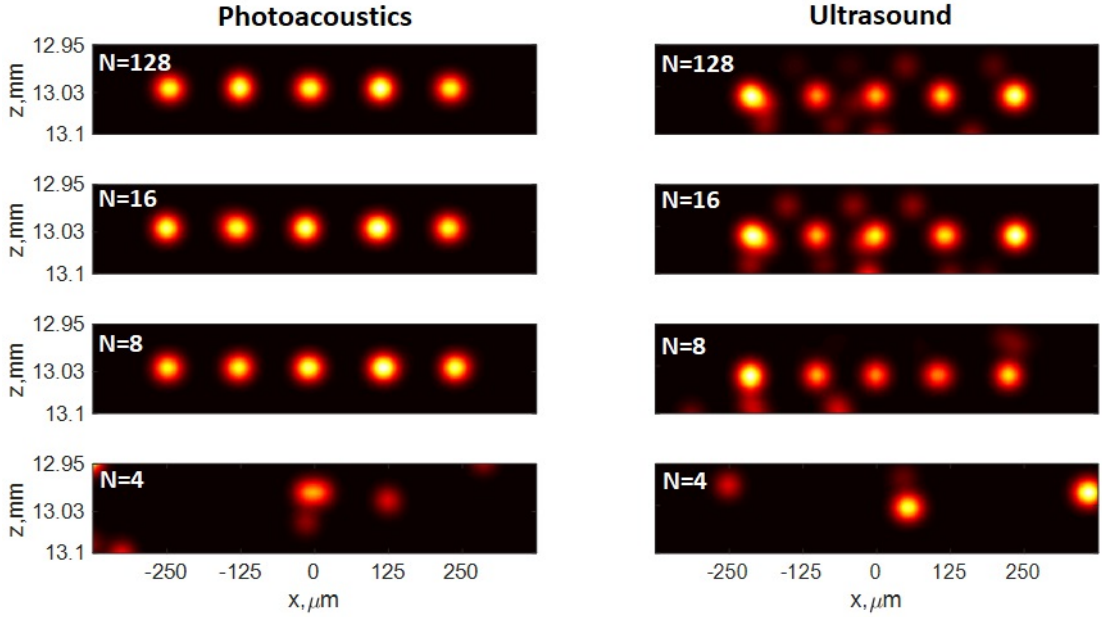 Photoacoustics
Ultrasound
12.95
N=128
z,mm
13.03
13.1
N=128
12.95
N=16
z,mm
13.03
13.1
N=16
12.95
N=8
z,mm
13.03
13.1
N=8
12.95
N=4
z,mm
13.03
13.1
N=4
-250 -125 0 125 250
x,μm
-250 -125 0 125 250
x,μm